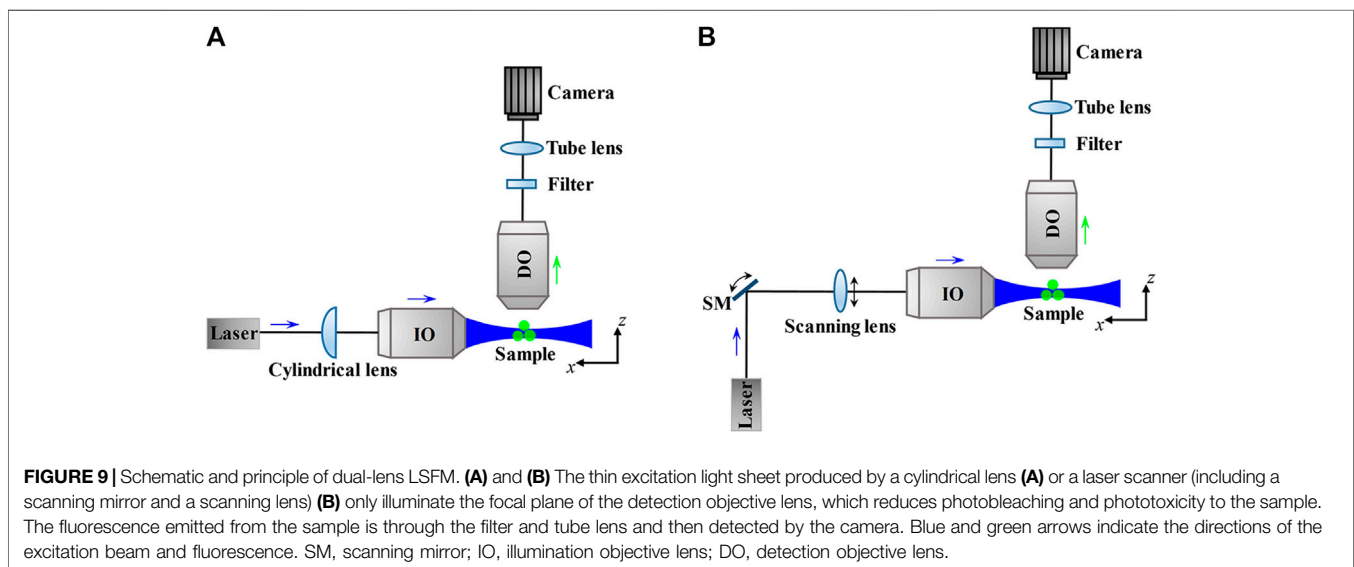 A
Camera
Tube lens
Filter
DO
Laser
IO
Cylindrical lens
Sample
z
x
B
Camera
Tube lens
Filter
DO
SM
IO
Scanning lens
Sample
z
x
Laser
FIGURE 9 | Schematic and principle of dual-lens LSFM. (A) and (B) The thin excitation light sheet produced by a cylindrical lens (A) or a laser scanner (including a
scanning mirror and a scanning lens) (B) only illuminate the focal plane of the detection objective lens, which reduces photobleaching and phototoxicity to the sample.
The fluorescence emitted from the sample is through the filter and tube lens and then detected by the camera. Blue and green arrows indicate the directions of the
excitation beam and fluorescence. SM, scanning mirror; IO, illumination objective lens; DO, detection objective lens.